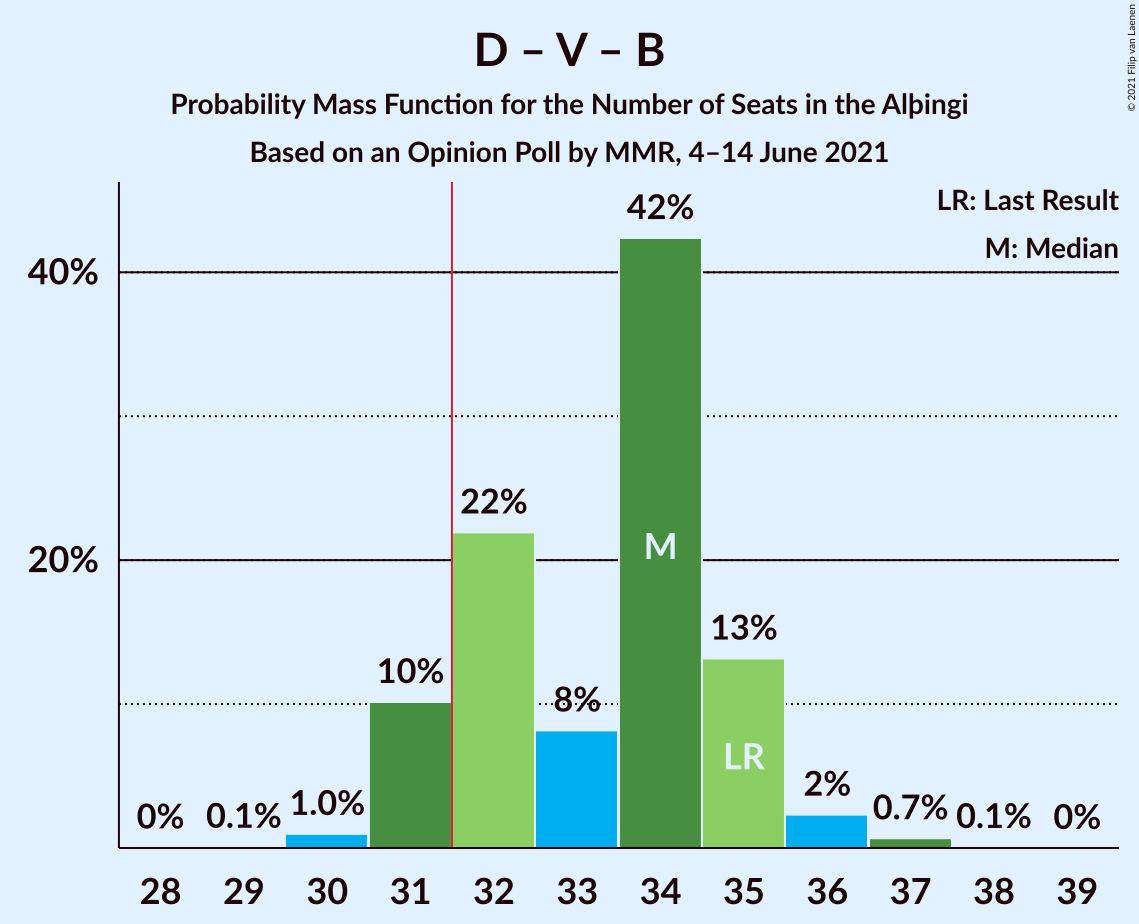 D – V – B
Probability Mass Function for the Number of Seats in the Alþingi
Based on an Opinion Poll by MMR, 4–14 June 2021
© 2021 Filip van Laenen
LR: Last Result
M: Median
40%
20%
0%
0.1%
1.0%
10%
22%
8%
42%
M
13%
LR
2%
0.7%
0.1%
0%
28 29 30 31 32 33 34 35 36 37 38 39